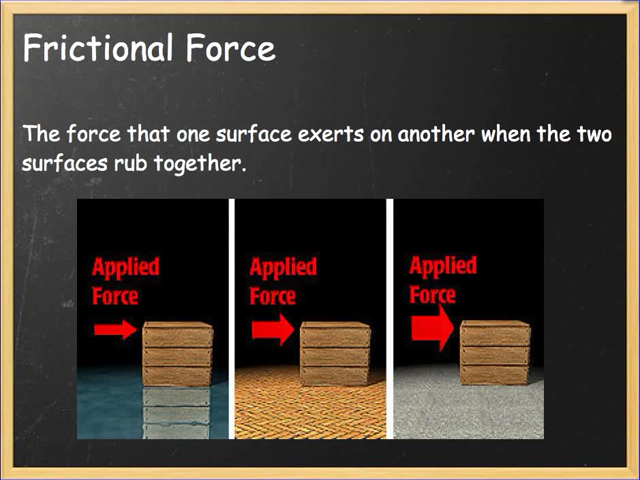 Frictional Force
The force that one surface exerts on another when the two
surfaces rub together.
Applied
Force
Applied
Force
Applied
Force